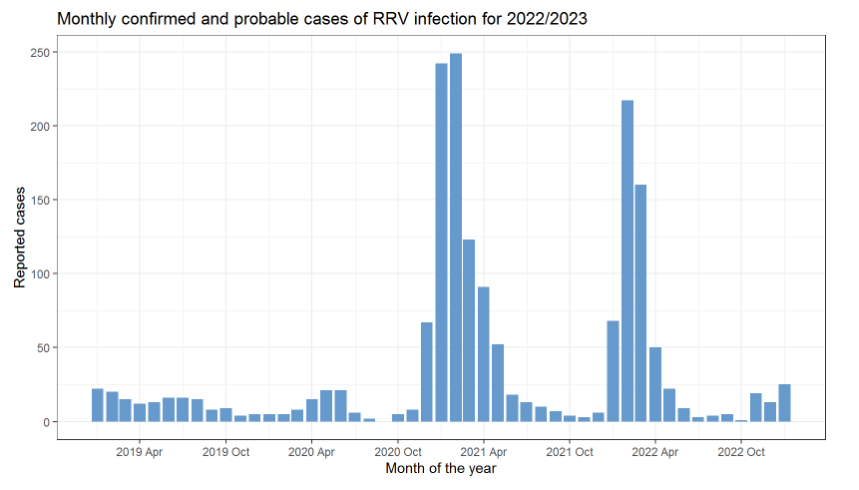 Monthly confirmed and probable cases of RRV infection for 2022/2023
250
200
150
100
50
0
Reported cases
2019 Apr 2019 Oct 2020 Apr 2020 Oct 2021 Apr 2021 Oct 2022 Apr 2022 Oct
Month of the year